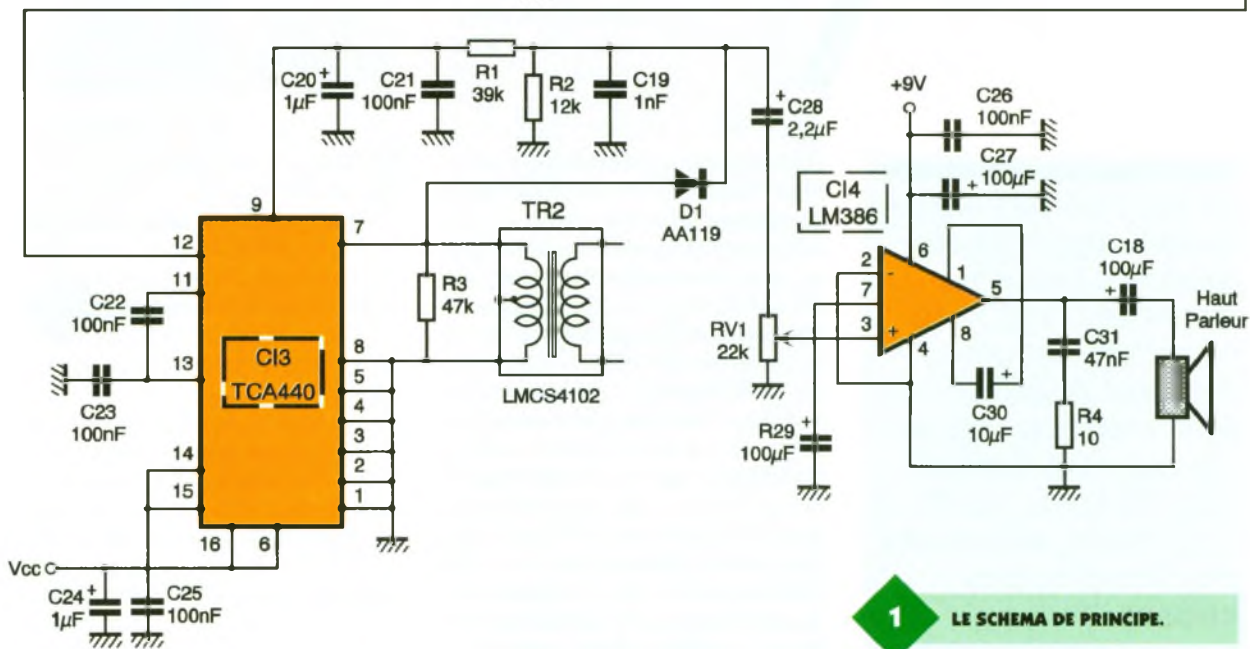 C20
1µF
+
C21
100nF
R1
39k
R2
12k
C19
1nF
C28
2,2µF
+
+9V
C26
100nF
C27
100µF
+
CI4
LM386
D1
AA119
9
12
11
13
14
15
16
6
7
8
5
4
3
2
1
CI3
TCA440
C22
100nF
C23
100nF
R3
47k
TR2
LMCS4102
RV1
22k
R29
100µF
+
2
7
3
-
+
6
1
5
4
8
+
C30
10µF
C18
100µF
+
C31
47nF
R4
10
Haut
Parleur
Vcc
C24
1µF
+
C25
100nF
1
LE SCHEMA DE PRINCIPE.